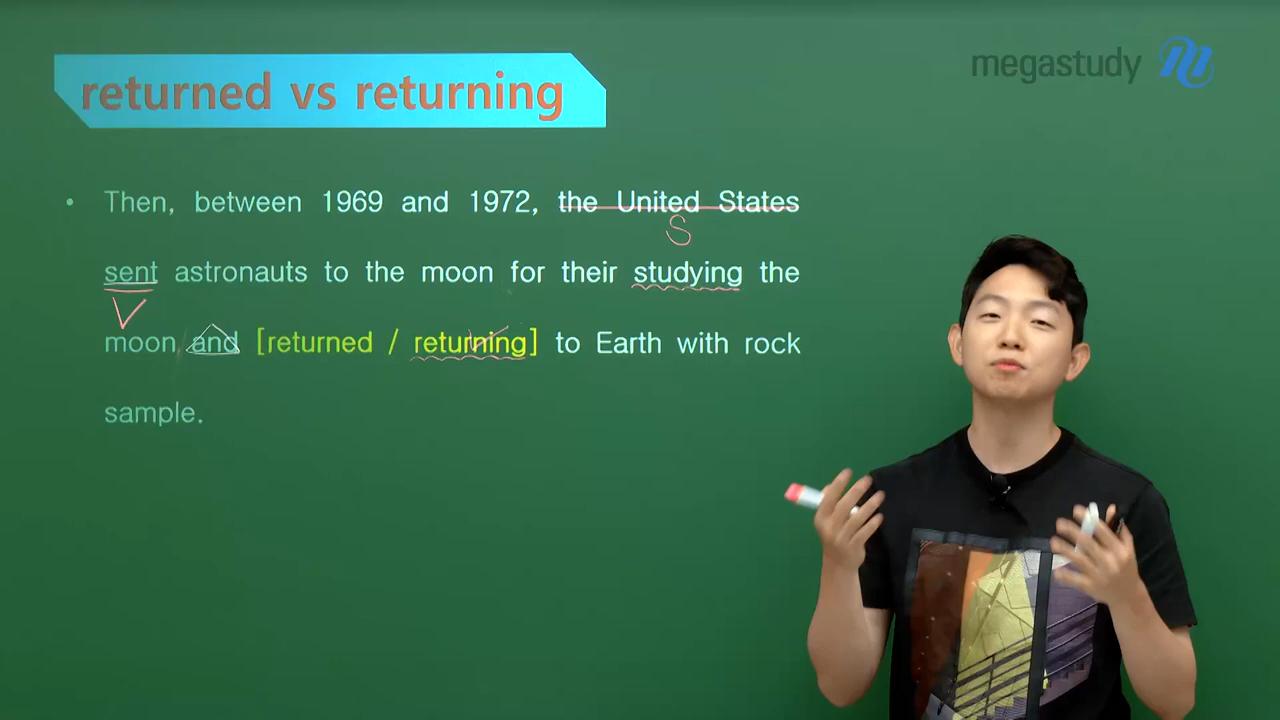 returned vs returning
megastudy
• Then, between 1969 and 1972, the United States
S
sent astronauts to the moon for their studying the
V
moon and [returned / returning] to Earth with rock
sample.